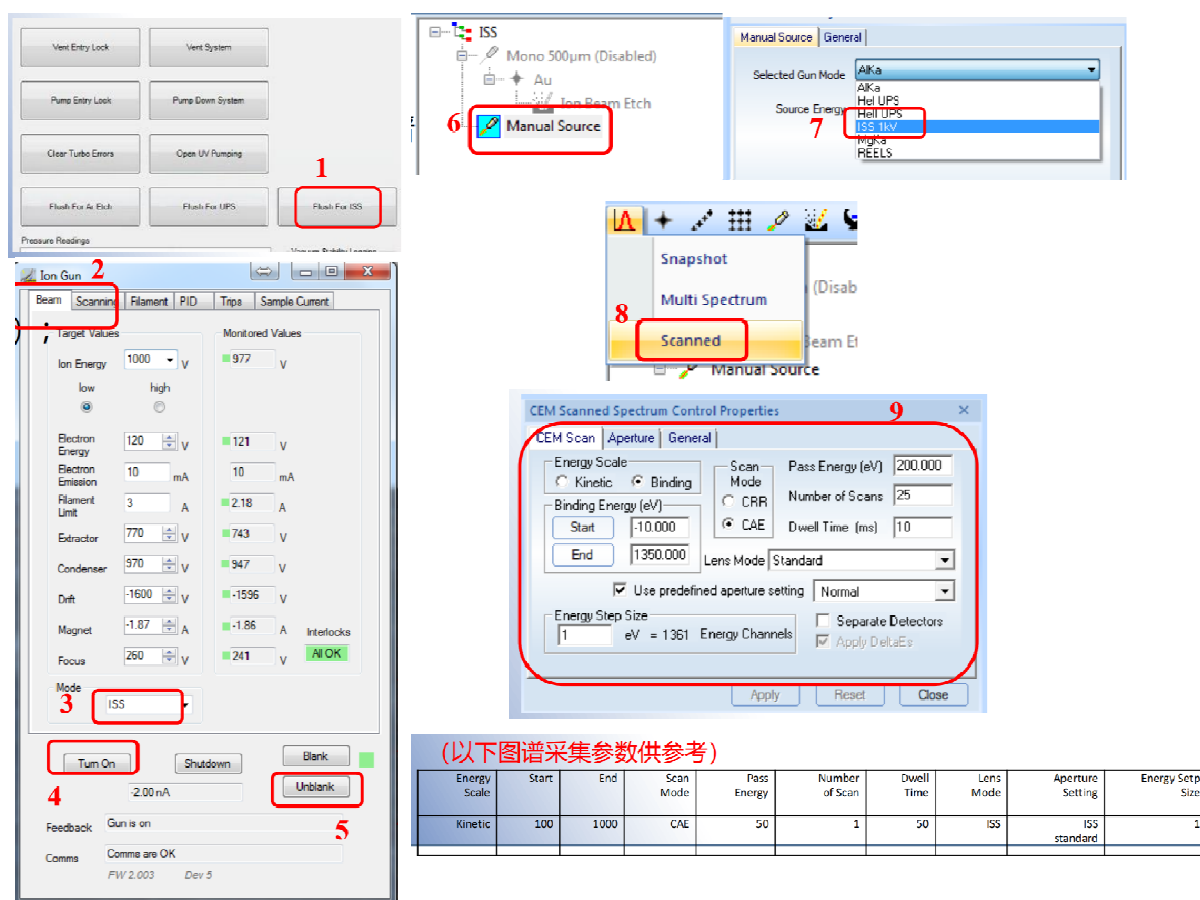 Vent Entry Lock
Vent System
Pump Entry Lock
Pump Down System
Clear Turbo Errors
Open UV Pumping
1
Flush For Ar Etch
Flush For UPS
Flush For ISS
Pressure Readings
Vacuum Stability Logging
ISS
Mono 500µm (Disabled)
Au
Ion Beam Etch
6
Manual Source
Manual Source
General
Selected Gun Mode
AlKa
AlKa
HeI UPS
Source Energy
HeII UPS
7
ISS 1kV
MgKa
REELS
2
Ion Gun
Beam
Scanning
Filament
PID
Trips
Sample Current
;
Target Values
Monitored Values
Ion Energy
1000
V
977
V
low
high
Electron Energy
120
V
121
V
Electron Emission
10
mA
10
mA
Filament Limit
3
A
2.18
A
Extractor
770
V
743
V
Condenser
970
V
947
V
Drift
-1600
V
-1596
V
Magnet
-1.87
A
-1.86
A
Interlocks
Focus
260
V
241
V
All OK
Mode
3
ISS
Turn On
Shutdown
Blank
Unblank
4
-2.00 nA
5
Feedback
Gun is on
Comms
Comms are OK
FW 2.003
Dev 5
Snapshot
Multi Spectrum
(Disab
8
Scanned
Beam Et
Manual Source
CEM Scanned Spectrum Control Properties
9
CEM Scan
Aperture
General
Energy Scale
Kinetic
Binding
Scan Mode
CRR
CAE
Pass Energy (eV)
200.000
Number of Scans
25
Dwell Time (ms)
10
Binding Energy (eV)
Start
-10.000
End
1350.000
Lens Mode
Standard
Use predefined aperture setting
Normal
Energy Step Size
1
eV = 1361 Energy Channels
Separate Detectors
Apply DeltaEs
Apply
Reset
Close
(以下图谱采集参数供参考)
Energy Scale
Start
End
Scan Mode
Pass Energy
Number of Scan
Dwell Time
Lens Mode
Aperture Setting
Energy Setp Size
Kinetic
100
1000
CAE
50
1
50
ISS
ISS standard
1